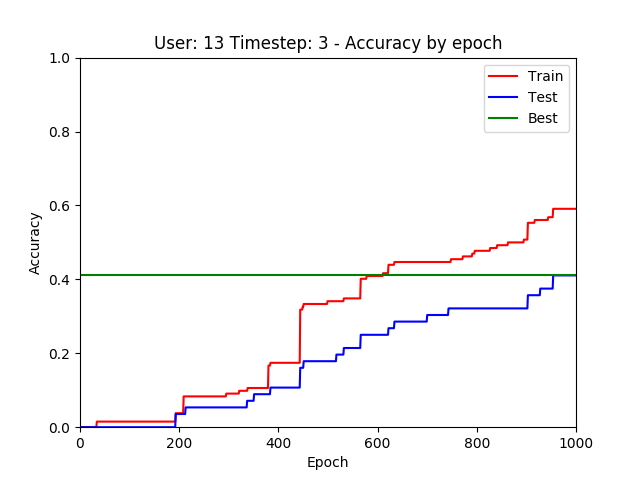 User: 13 Timestep: 3 - Accuracy by epoch
1.0
0.8
0.6
0.4
0.2
0.0
Accuracy
0 200 400 600 800 1000
Epoch
Train
Test
Best